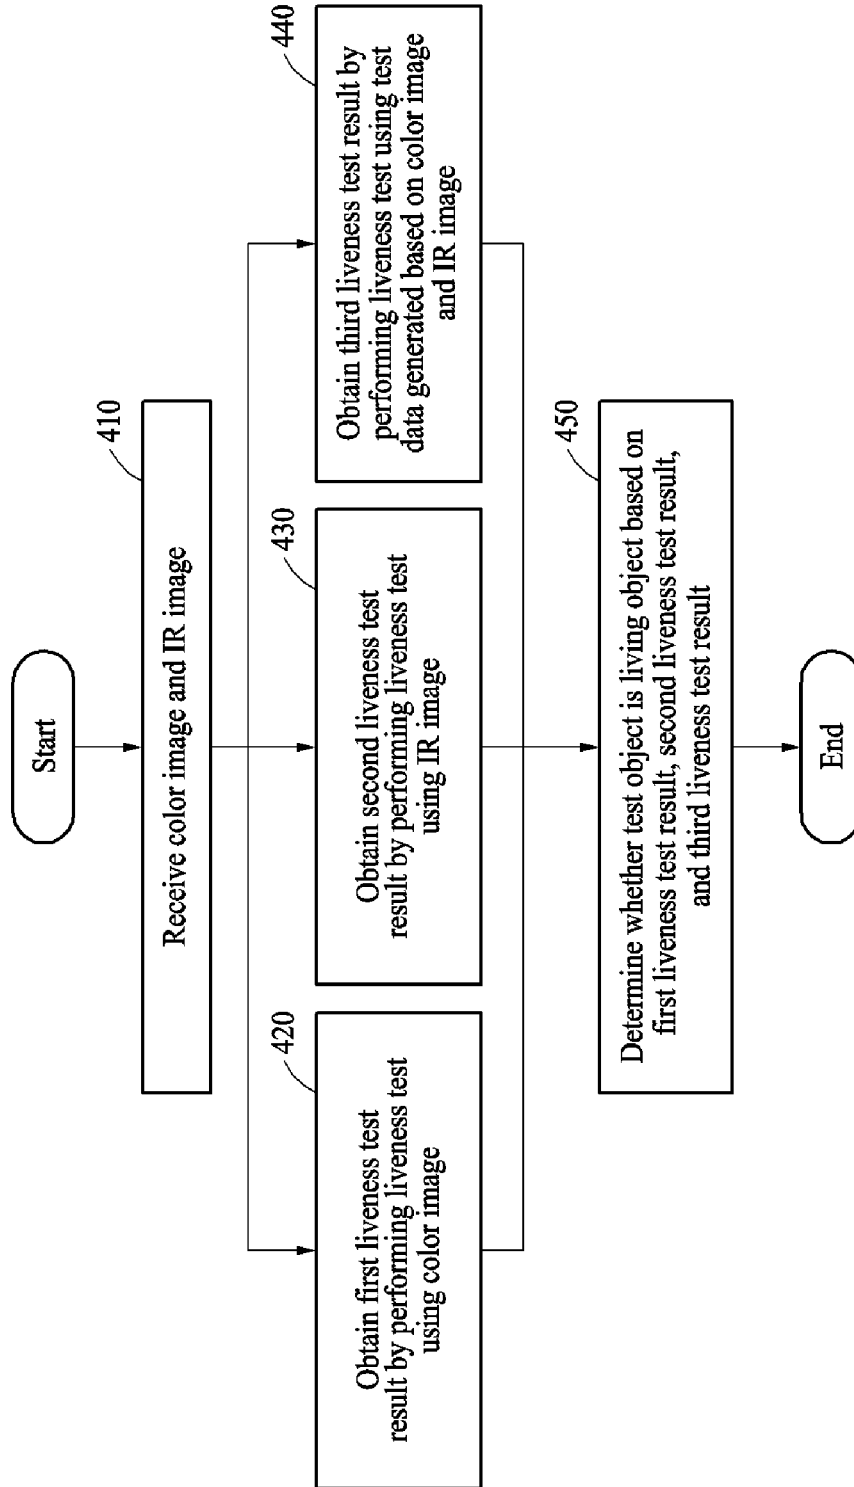 Start
410
Receive color image and IR image
420
Obtain first liveness test
result by performing liveness test
using color image
430
Obtain second liveness test
result by performing liveness test
using IR image
440
Obtain third liveness test result by
performing liveness test using test
data generated based on color image
and IR image
450
Determine whether test object is living object based on
first liveness test result, second liveness test result,
and third liveness test result
End